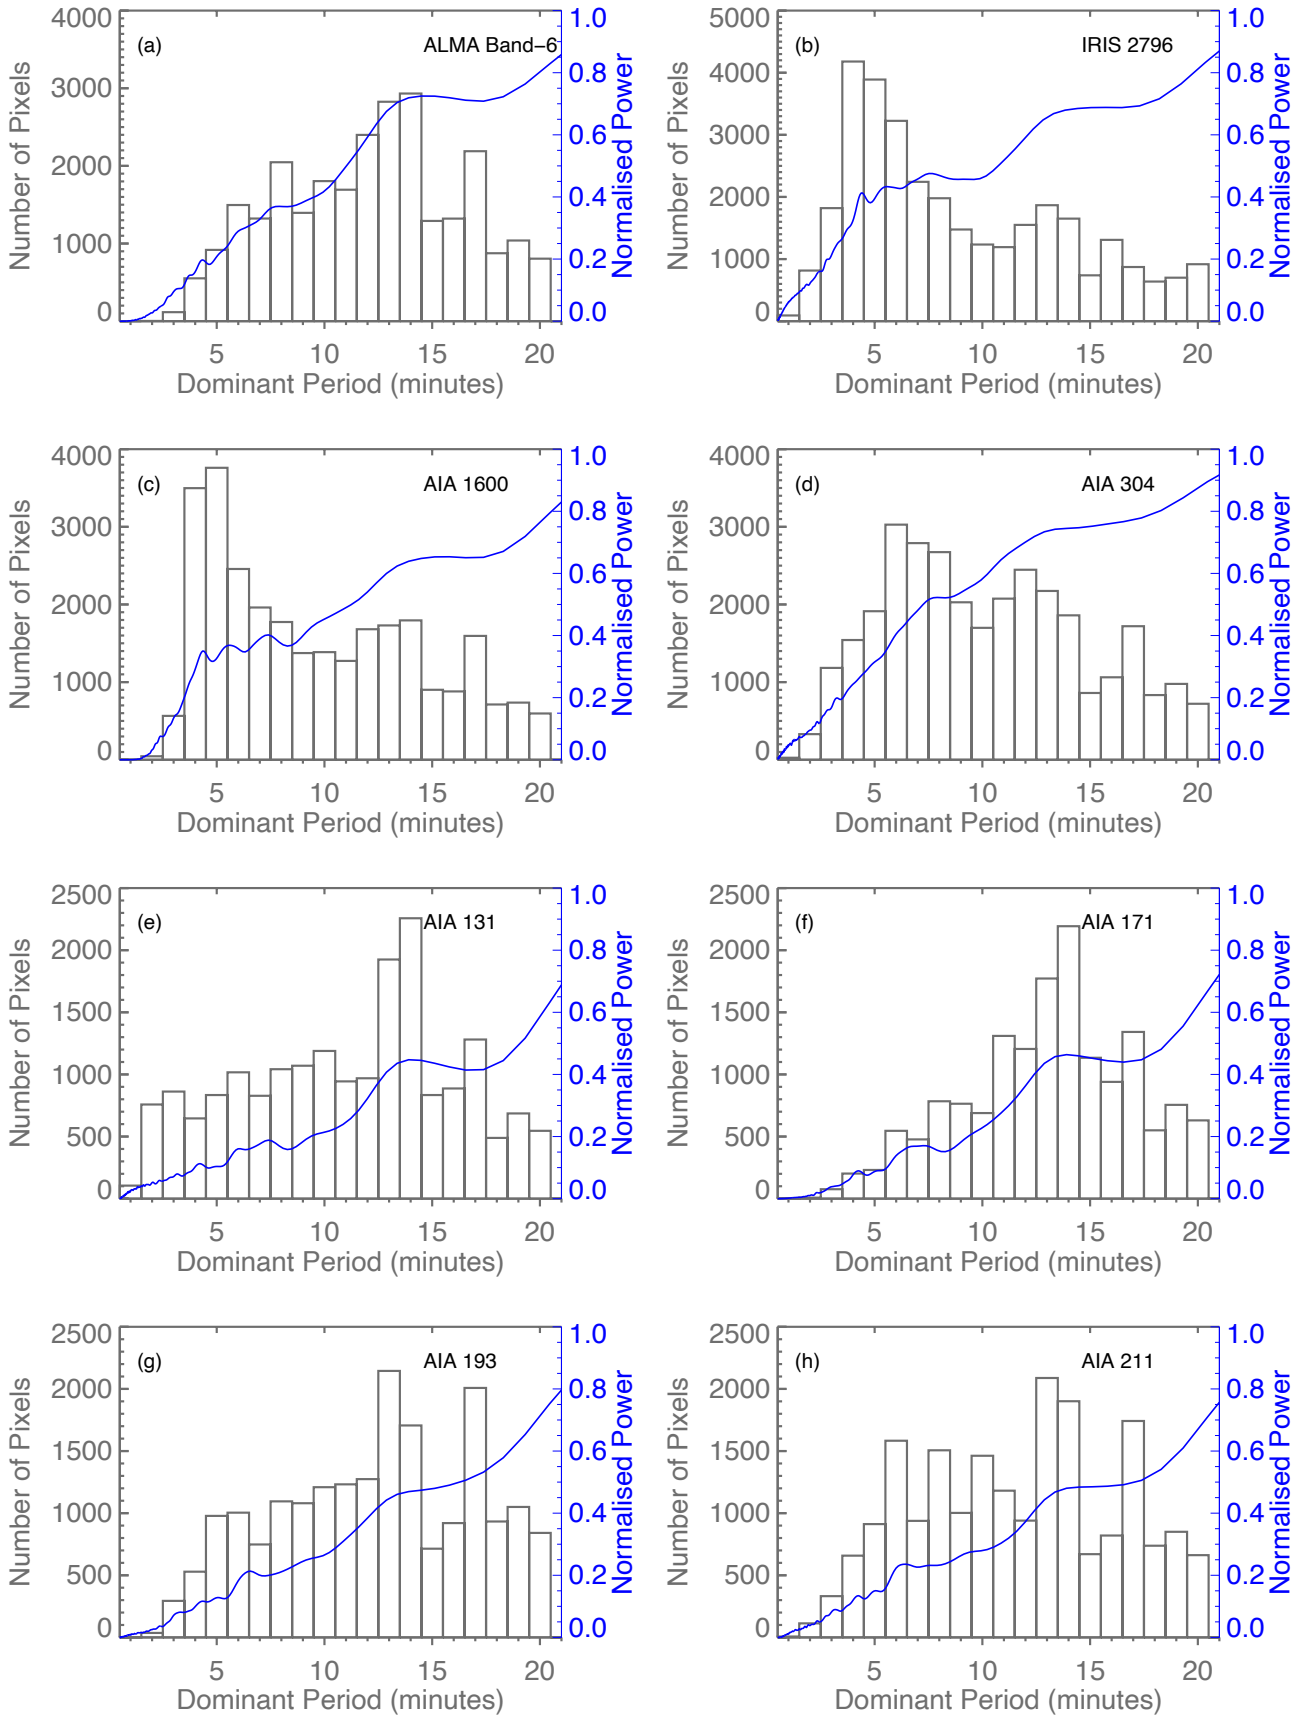 (a) ALMA Band-6
Number of Pixels
4000
3000
2000
1000
0
1.0
0.8
0.6
0.4
0.2
0.0
Normalised Power
5 10 15 20
Dominant Period (minutes)
(b) IRIS 2796
Number of Pixels
5000
4000
3000
2000
1000
0
1.0
0.8
0.6
0.4
0.2
0.0
Normalised Power
5 10 15 20
Dominant Period (minutes)
(c) AIA 1600
Number of Pixels
4000
3000
2000
1000
0
1.0
0.8
0.6
0.4
0.2
0.0
Normalised Power
5 10 15 20
Dominant Period (minutes)
(d) AIA 304
Number of Pixels
4000
3000
2000
1000
0
1.0
0.8
0.6
0.4
0.2
0.0
Normalised Power
5 10 15 20
Dominant Period (minutes)
(e) AIA 131
Number of Pixels
2500
2000
1500
1000
500
0
1.0
0.8
0.6
0.4
0.2
0.0
Normalised Power
5 10 15 20
Dominant Period (minutes)
(f) AIA 171
Number of Pixels
2500
2000
1500
1000
500
0
1.0
0.8
0.6
0.4
0.2
0.0
Normalised Power
5 10 15 20
Dominant Period (minutes)
(g) AIA 193
Number of Pixels
2500
2000
1500
1000
500
0
1.0
0.8
0.6
0.4
0.2
0.0
Normalised Power
5 10 15 20
Dominant Period (minutes)
(h) AIA 211
Number of Pixels
2500
2000
1500
1000
500
0
1.0
0.8
0.6
0.4
0.2
0.0
Normalised Power
5 10 15 20
Dominant Period (minutes)